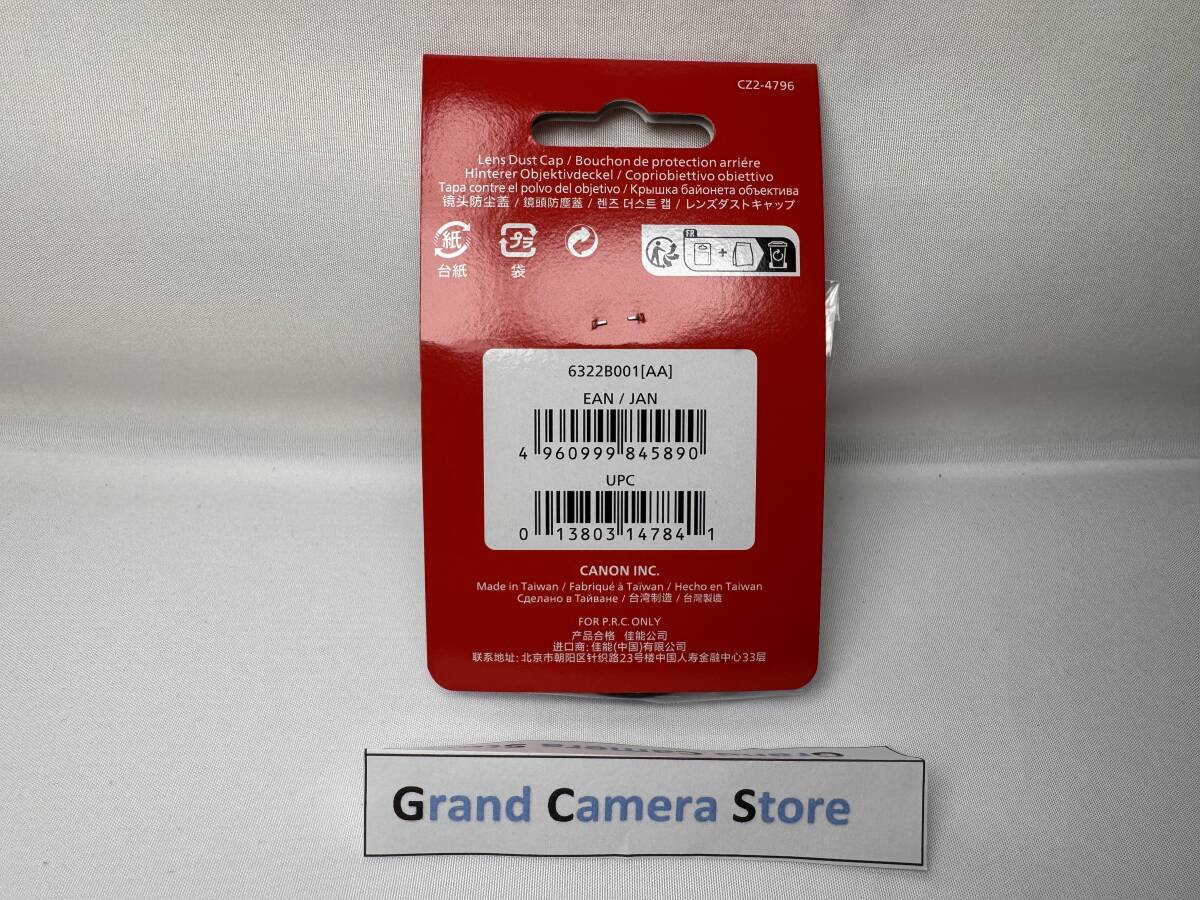 CZ2-4796
Lens Dust Cap / Bouchon de protection arriére
Hinterer Objektivdeckel / Copriobiettivo obiettivo
Tapa contre el polvo del objetivo / Крышка байонета объектива
镜头防尘盖 / 鏡頭防塵蓋 / 렌즈 더스트 캡 / レンズダストキャップ
紙 プラ FR
台紙 袋
6322B001[AA]
EAN / JAN
4 960999 845890
UPC
0 13803 14784 1
CANON INC.
Made in Taiwan / Fabriqué à Taïwan / Hecho en Taiwan
Сделано в Тайване / 台湾制造 / 台灣製造
FOR P.R.C. ONLY
产品合格 佳能公司
进口商: 佳能(中国)有限公司
联系地址: 北京市朝阳区针织路23号楼中国人寿金融中心33层
Grand Camera Store
Grand Camera Store